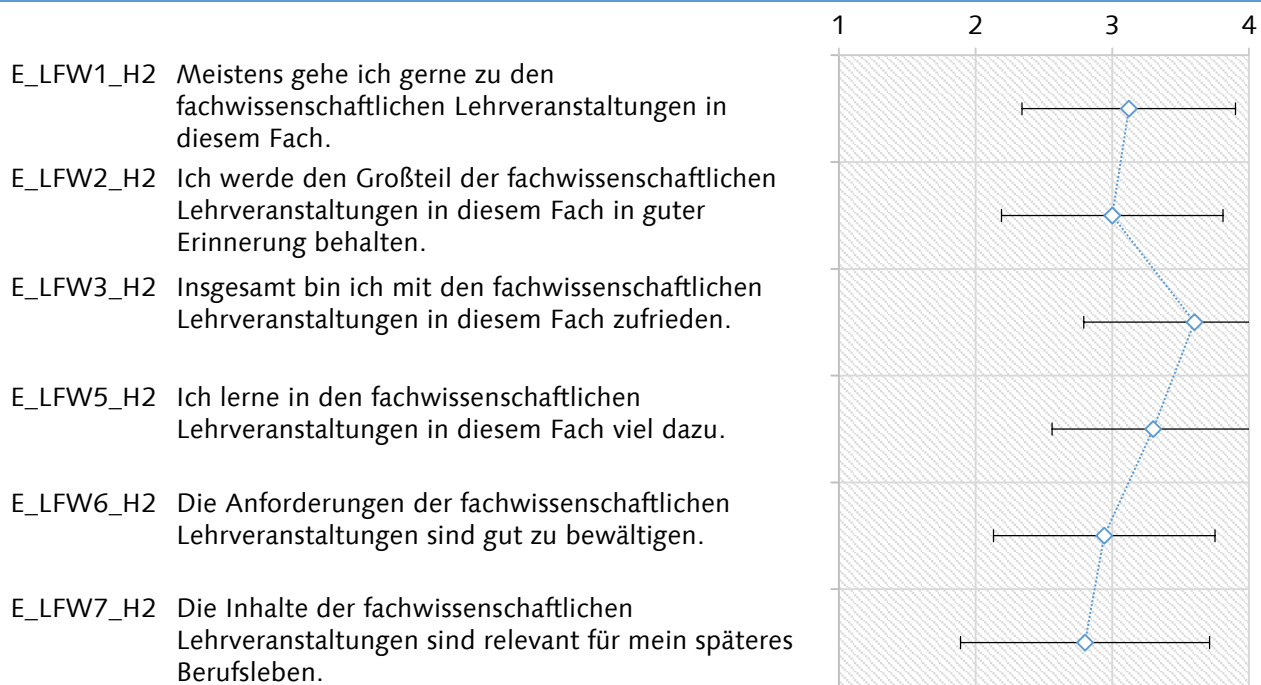 1 2 3 4
E_LFW1_H2 Meistens gehe ich gerne zu den
fachwissenschaftlichen Lehrveranstaltungen in
diesem Fach.
E_LFW2_H2 Ich werde den Großteil der fachwissenschaftlichen
Lehrveranstaltungen in diesem Fach in guter
Erinnerung behalten.
E_LFW3_H2 Insgesamt bin ich mit den fachwissenschaftlichen
Lehrveranstaltungen in diesem Fach zufrieden.
E_LFW5_H2 Ich lerne in den fachwissenschaftlichen
Lehrveranstaltungen in diesem Fach viel dazu.
E_LFW6_H2 Die Anforderungen der fachwissenschaftlichen
Lehrveranstaltungen sind gut zu bewältigen.
E_LFW7_H2 Die Inhalte der fachwissenschaftlichen
Lehrveranstaltungen sind relevant für mein späteres
Berufsleben.